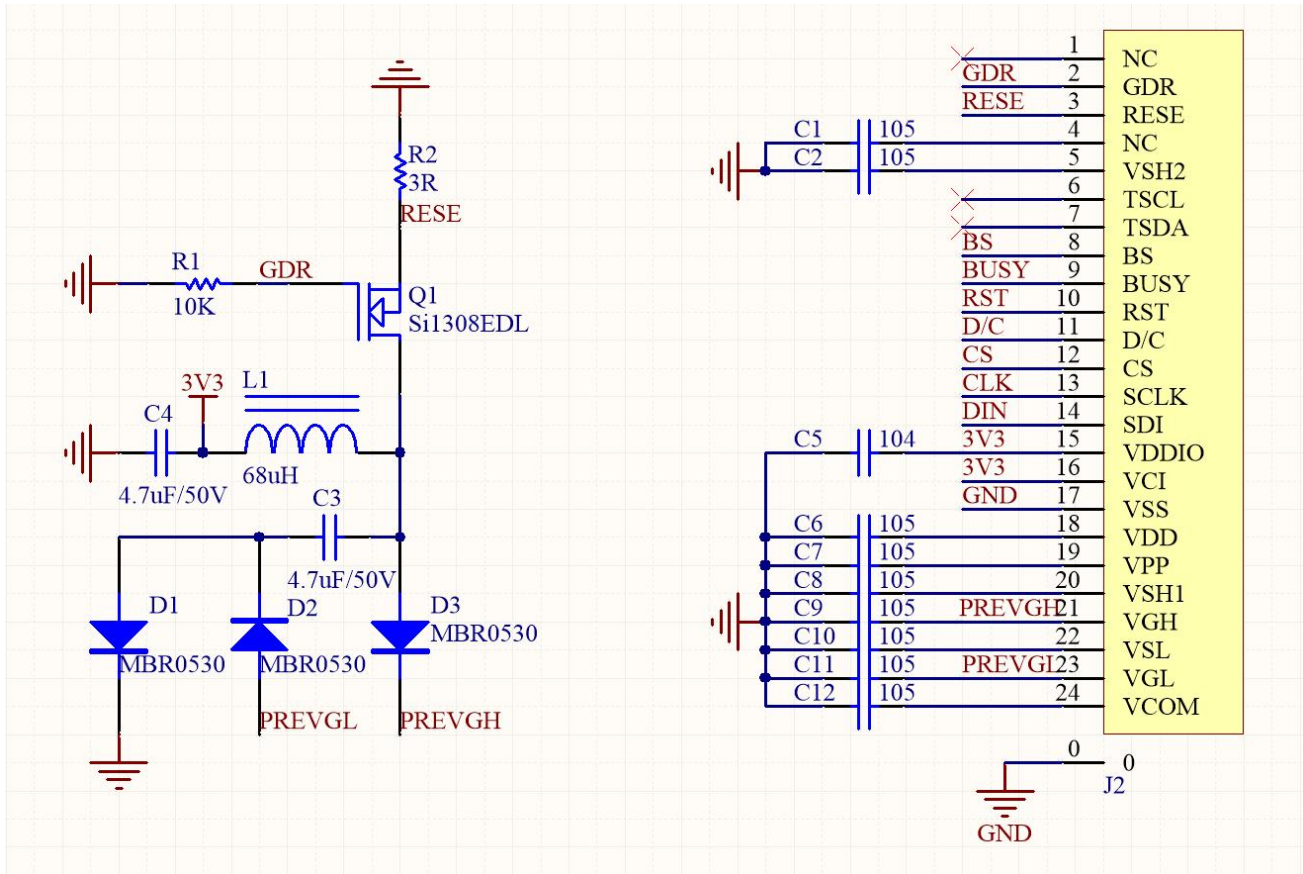 R2
3R
RESE
R1
GDR
10K
Q1
Si1308EDL
3V3
L1
C4
4.7uF/50V
68uH
C3
4.7uF/50V
D1
MBR0530
D2
MBR0530
D3
MBR0530
PREVGL
PREVGH
1 NC
GDR 2 GDR
RESE 3 RESE
C1 105 4 NC
C2 105 5 VSH2
6 TSCL
7 TSDA
BS 8 BS
BUSY 9 BUSY
RST 10 RST
D/C 11 D/C
CS 12 CS
CLK 13 SCLK
DIN 14 SDI
C5 104 3V3 15 VDDIO
3V3 16 VCI
GND 17 VSS
C6 105 18 VDD
C7 105 19 VPP
C8 105 20 VSH1
C9 105 PREVGH 21 VGH
C10 105 22 VSL
C11 105 PREVGL 23 VGL
C12 105 24 VCOM
0 0
J2
GND